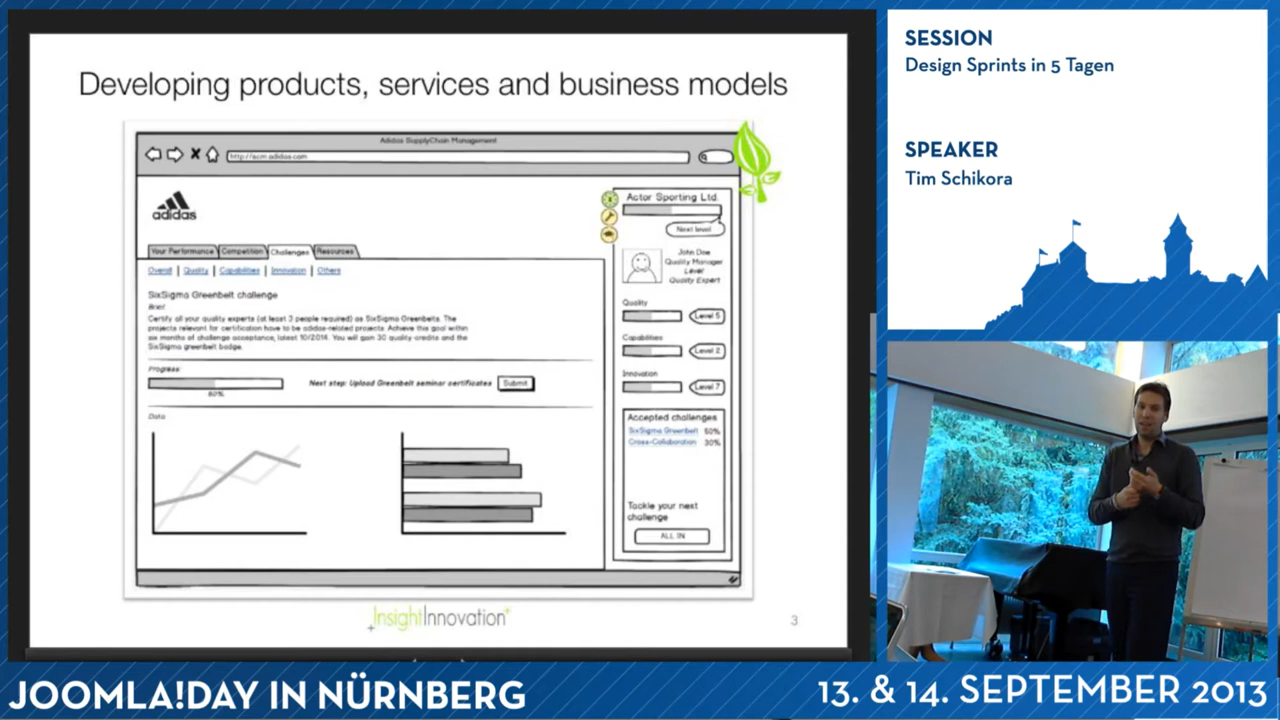 Developing products, services and business models
Adidas SupplyChain Management
http://scm.adidas.com
adidas
Your Performance
Competition
Challenges
Resources
Overall | Quality | Capabilities | Innovation | Others
SixSigma Greenbelt challenge
Brief
Certify all your quality experts (at least 3 people required) as SixSigma Greenbelts. The
projects relevant for certification have to be adidas-related projects. Achieve this goal within
six months of challenge acceptance, latest 10/2014. You will gain 30 quality-credits and the
SixSigma greenbelt badge.
Progress
Next step: Upload Greenbelt seminar certificates
Submit
Data
Actor Sporting Ltd.
Next level
John Doe
Quality Manager
Level
Quality Expert
Quality
Level 5
Capabilities
Level 2
Innovation
Level 7
Accepted challenges
SixSigma Greenbelt 50%
Cross-Collaboration 30%
Tackle your next
challenge
ALL IN
InsightInnovation
3
SESSION
Design Sprints in 5 Tagen
SPEAKER
Tim Schikora
JOOMLA!DAY IN NÜRNBERG
13. & 14. SEPTEMBER 2013